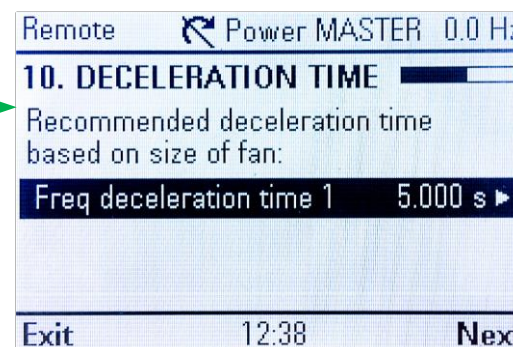 Remote Power MASTER 0.0 Hz
10. DECELERATION TIME
Recommended deceleration time
based on size of fan:
Freq deceleration time 1 5.000 s
Exit 12:38 Nex